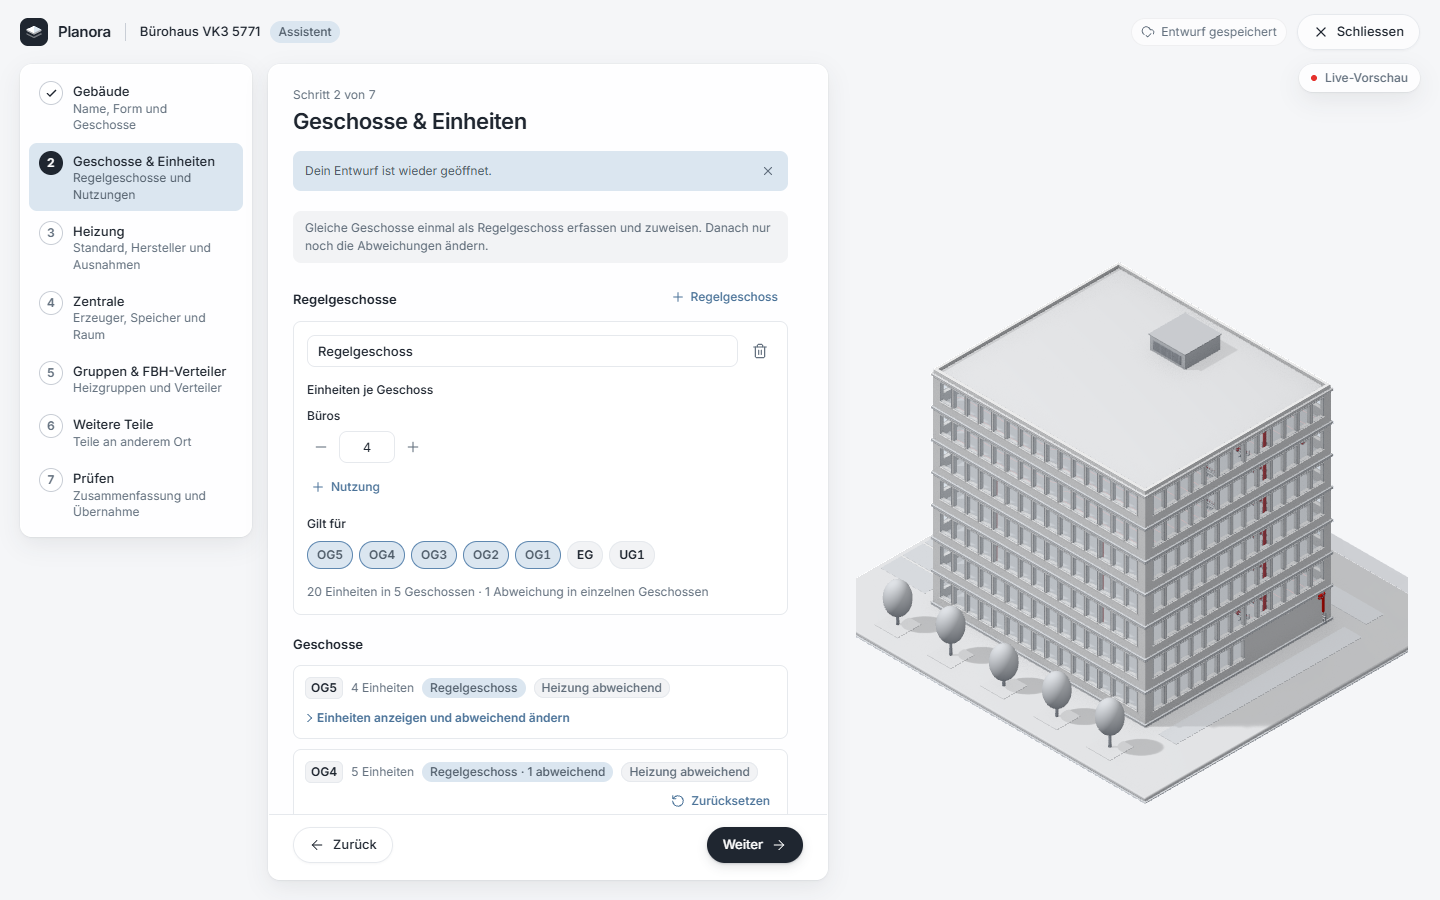 Planora
Bürohaus VK3 5771
Assistent
Entwurf gespeichert
Schliessen
Live-Vorschau
Gebäude
Name, Form und
Geschosse
2
Geschosse & Einheiten
Regelgeschosse und
Nutzungen
3
Heizung
Standard, Hersteller und
Ausnahmen
4
Zentrale
Erzeuger, Speicher und
Raum
5
Gruppen & FBH-Verteiler
Heizgruppen und Verteiler
6
Weitere Teile
Teile an anderem Ort
7
Prüfen
Zusammenfassung und
Übernahme
Schritt 2 von 7
Geschosse & Einheiten
Dein Entwurf ist wieder geöffnet.
Gleiche Geschosse einmal als Regelgeschoss erfassen und zuweisen. Danach nur
noch die Abweichungen ändern.
Regelgeschosse
Regelgeschoss
Regelgeschoss
Einheiten je Geschoss
Büros
4
Nutzung
Gilt für
OG5 OG4 OG3 OG2 OG1 EG UG1
20 Einheiten in 5 Geschossen · 1 Abweichung in einzelnen Geschossen
Geschosse
OG5 4 Einheiten Regelgeschoss Heizung abweichend
Einheiten anzeigen und abweichend ändern
OG4 5 Einheiten Regelgeschoss · 1 abweichend Heizung abweichend
Zurücksetzen
Zurück
Weiter